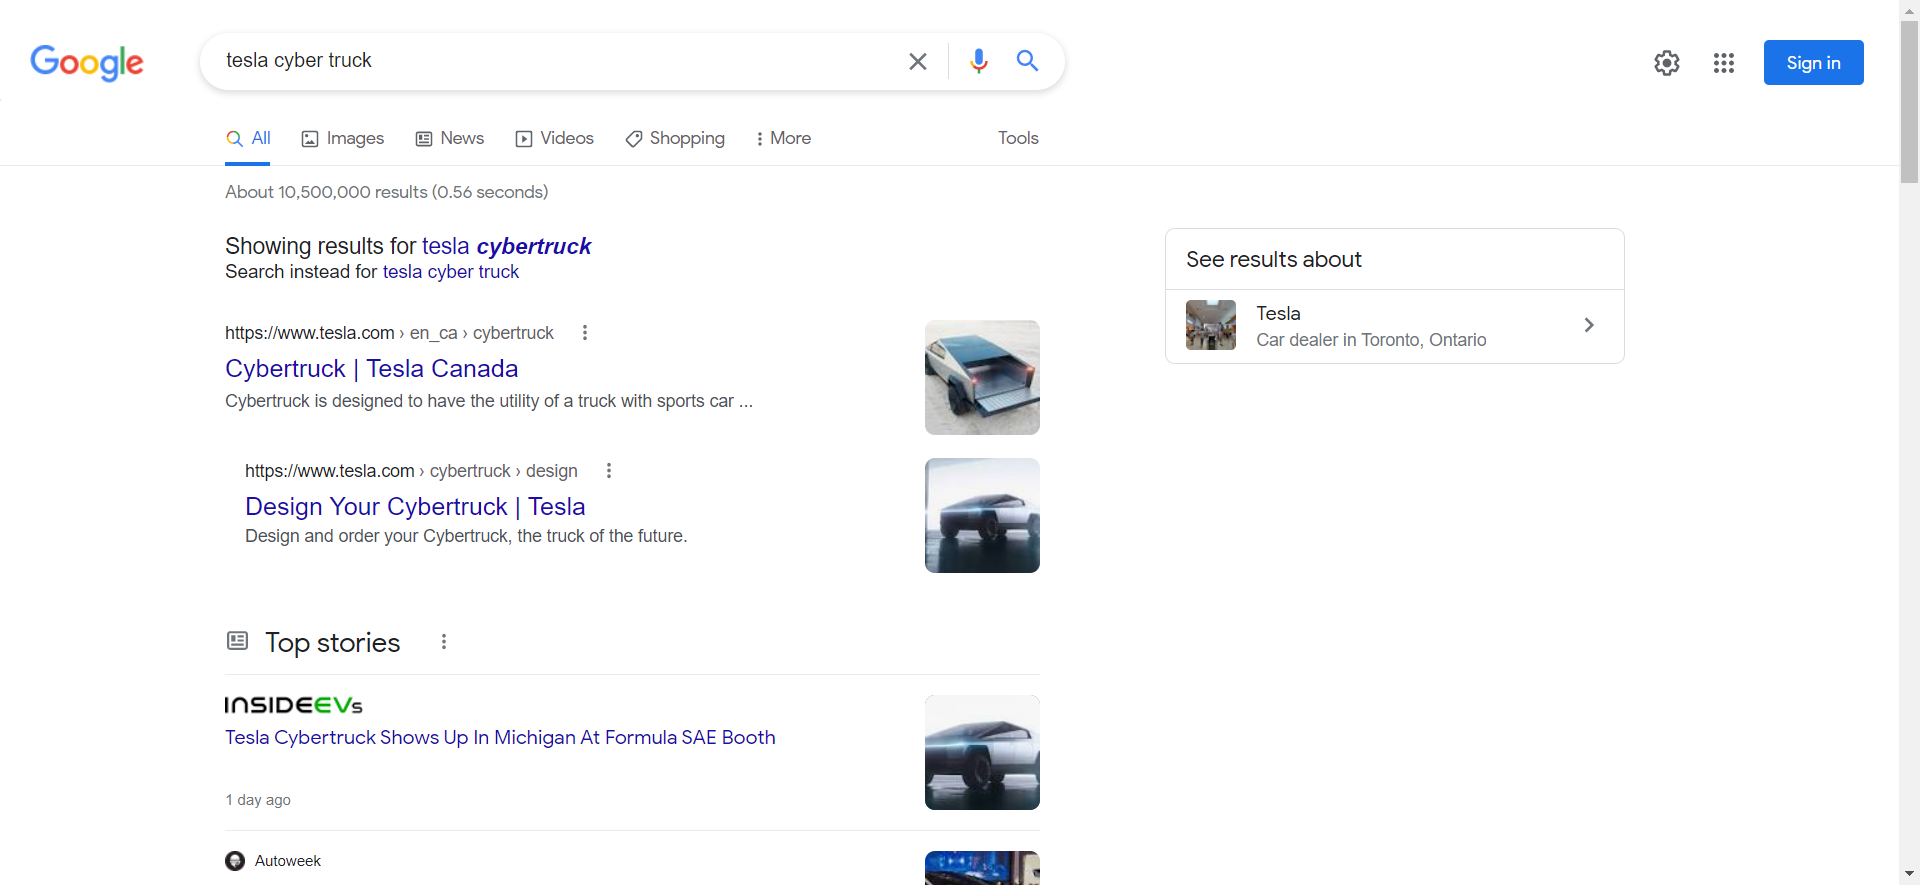 Google
tesla cyber truck
Sign in
All
Images
News
Videos
Shopping
More
Tools
About 10,500,000 results (0.56 seconds)
Showing results for tesla cybertruck
Search instead for tesla cyber truck
https://www.tesla.com › en_ca › cybertruck
Cybertruck | Tesla Canada
Cybertruck is designed to have the utility of a truck with sports car ...
https://www.tesla.com › cybertruck › design
Design Your Cybertruck | Tesla
Design and order your Cybertruck, the truck of the future.
Top stories
INSIDEEVs
Tesla Cybertruck Shows Up In Michigan At Formula SAE Booth
1 day ago
Autoweek
See results about
Tesla
Car dealer in Toronto, Ontario